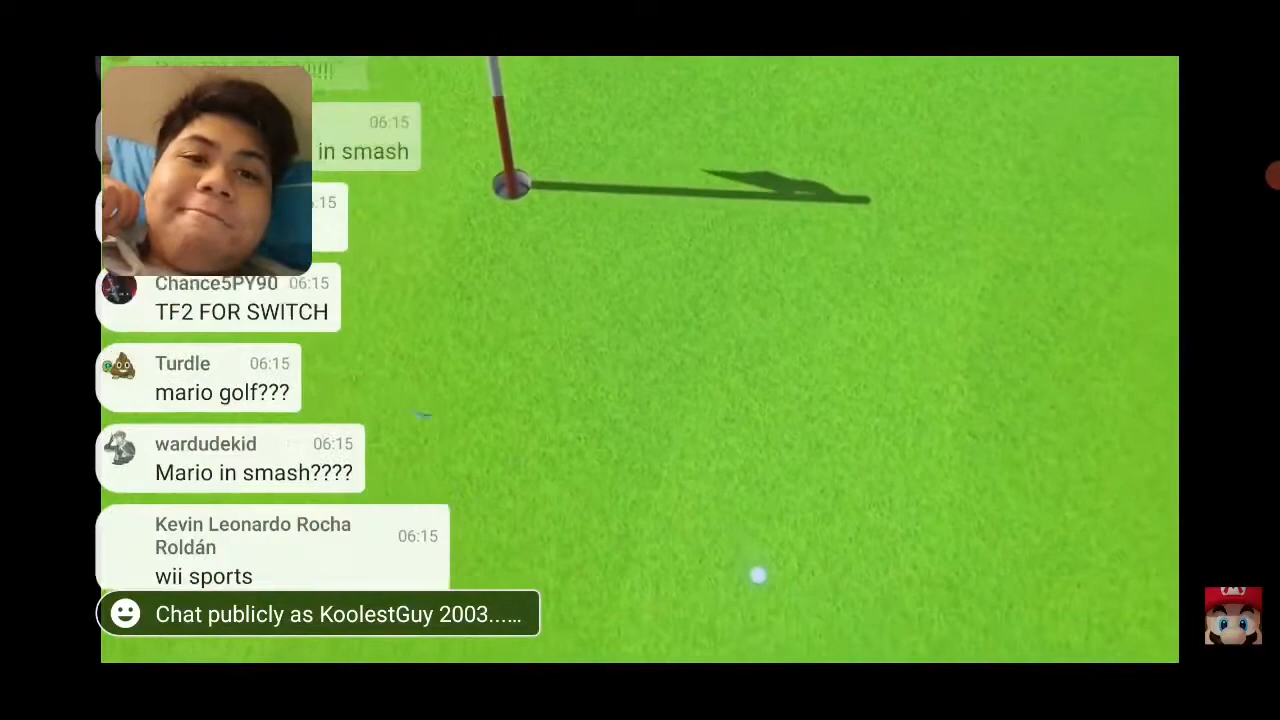 06:15
in smash
:15
Chance5PY90 06:15
TF2 FOR SWITCH
Turdle 06:15
mario golf???
wardudekid 06:15
Mario in smash????
Kevin Leonardo Rocha
Roldán
06:15
wii sports
Chat publicly as KoolestGuy 2003...…
M